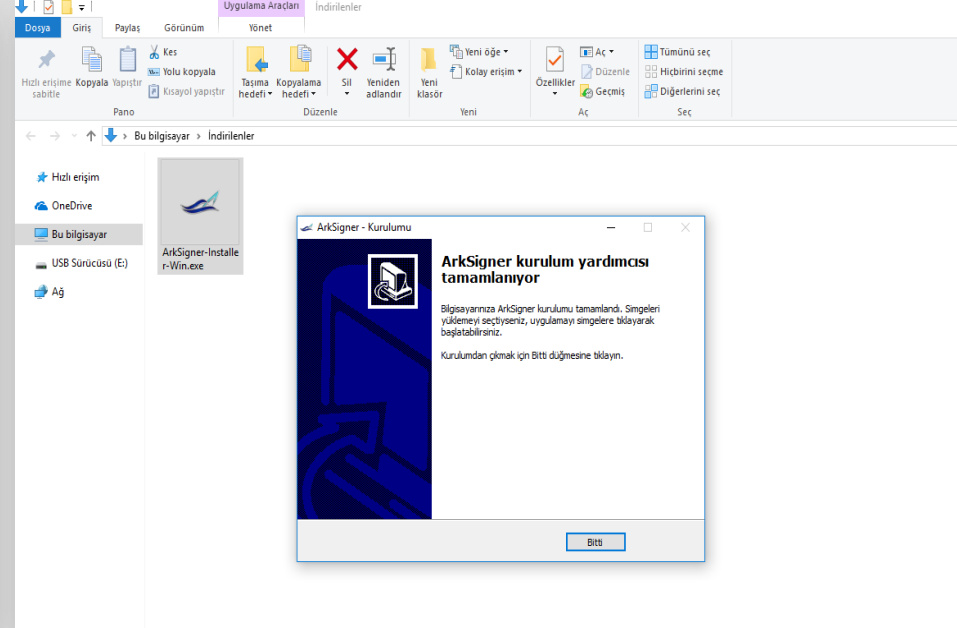 Uygulama Araçları İndirilenler
Dosya Giriş Paylaş Görünüm Yönet
Hızlı erişime sabitle
Kopyala
Yapıştır
Kes
Yolu kopyala
Kısayol yapıştır
Pano
Taşıma hedefi
Kopyalama hedefi
Sil
Yeniden adlandır
Düzenle
Yeni klasör
Yeni öğe
Kolay erişim
Yeni
Özellikler
Aç
Düzenle
Geçmiş
Aç
Tümünü seç
Hiçbirini seçme
Diğerlerini seç
Seç
Bu bilgisayar › İndirilenler
Hızlı erişim
OneDrive
Bu bilgisayar
USB Sürücüsü (E:)
Ağ
ArkSigner-Installe
r-Win.exe
ArkSigner - Kurulumu
ArkSigner kurulum yardımcısı
tamamlanıyor
Bilgisayarınıza ArkSigner kurulumu tamamlandı. Simgeleri
yüklemeyi seçtiyseniz, uygulamayı simgelere tıklayarak
başlatabilirsiniz.
Kurulumdan çıkmak için Bitti düğmesine tıklayın.
Bitti